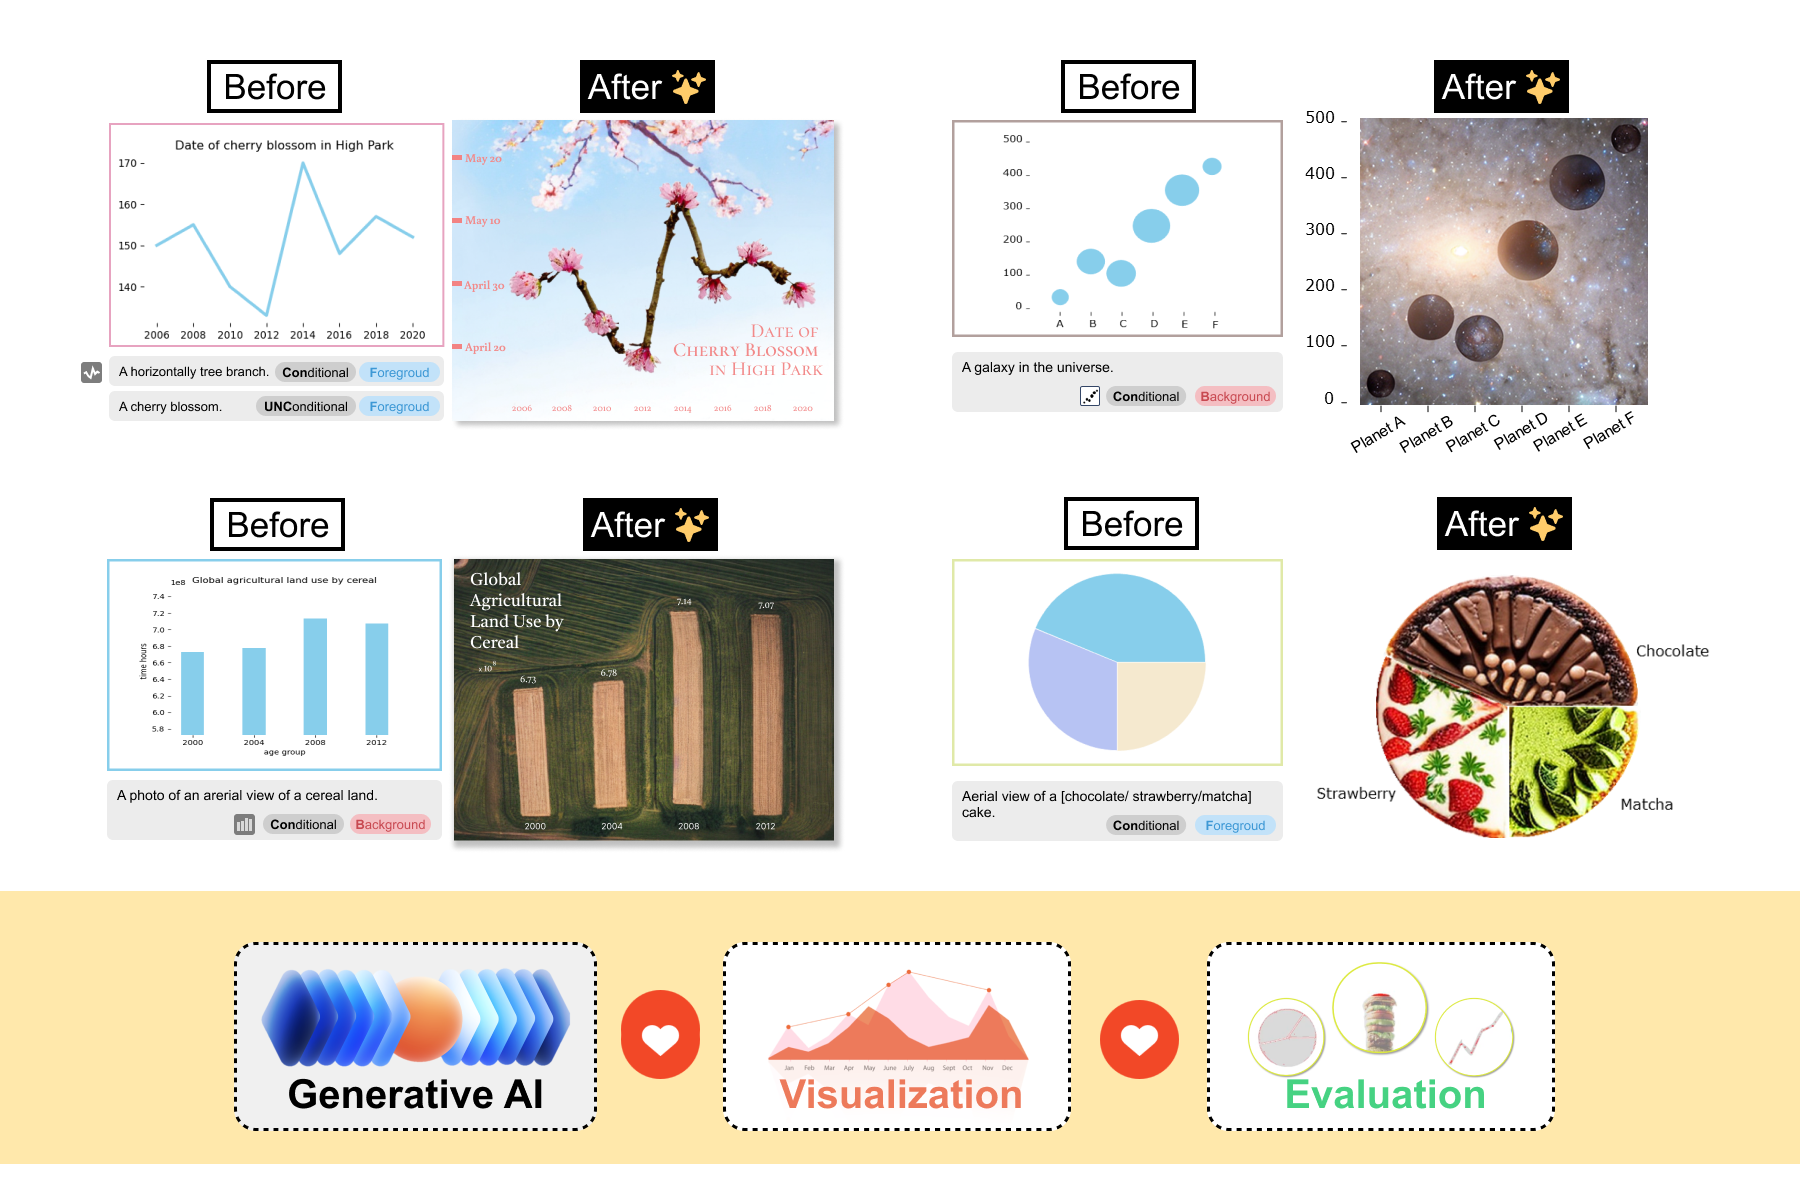 Before
After
Date of cherry blossom in High Park
170
160
150
140
2006 2008 2010 2012 2014 2016 2018 2020
A horizontally tree branch. Conditional Foregroud
A cherry blossom. UNConditional Foregroud
May 20
May 10
April 30
April 20
Date of
Cherry Blossom
in High Park
2006 2008 2010 2012 2014 2016 2018 2020
Before
After
500
400
300
200
100
0
A B C D E F
A galaxy in the universe.
Conditional Background
500
400
300
200
100
0
Planet A Planet B Planet C Planet D Planet E Planet F
Before
After
1e8 Global agricultural land use by cereal
7.4
7.2
7.0
6.8
6.6
6.4
6.2
6.0
5.8
time hours
2000 2004 2008 2012
age group
A photo of an arerial view of a cereal land.
Conditional Background
Global
Agricultural
Land Use by
Cereal
x 10 8
6.73 6.78 7.14 7.07
2000 2004 2008 2012
Before
After
Aerial view of a [chocolate/ strawberry/matcha]
cake.
Conditional Foregroud
Chocolate
Strawberry
Matcha
Generative AI
Jan Feb Mar Apr May June July Aug Sept Oct Nov Dec
Visualization
Evaluation